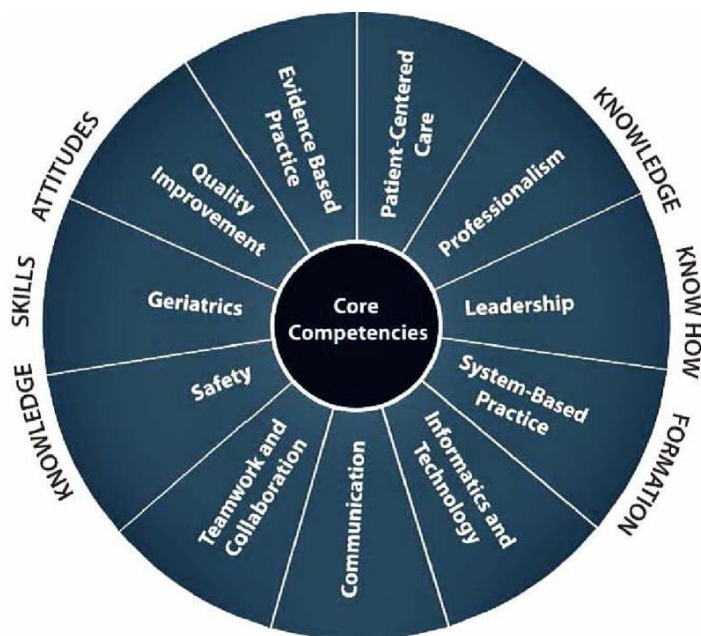 Core
Competencies
Patient-Centered
Care
Professionalism
Leadership
System-Based
Practice
Informatics and
Technology
Communication
Teamwork and
Collaboration
Safety
Geriatrics
Quality
Improvement
Evidence Based
Practice
KNOWLEDGE
KNOW HOW
FORMATION
KNOWLEDGE
SKILLS
ATTITUDES